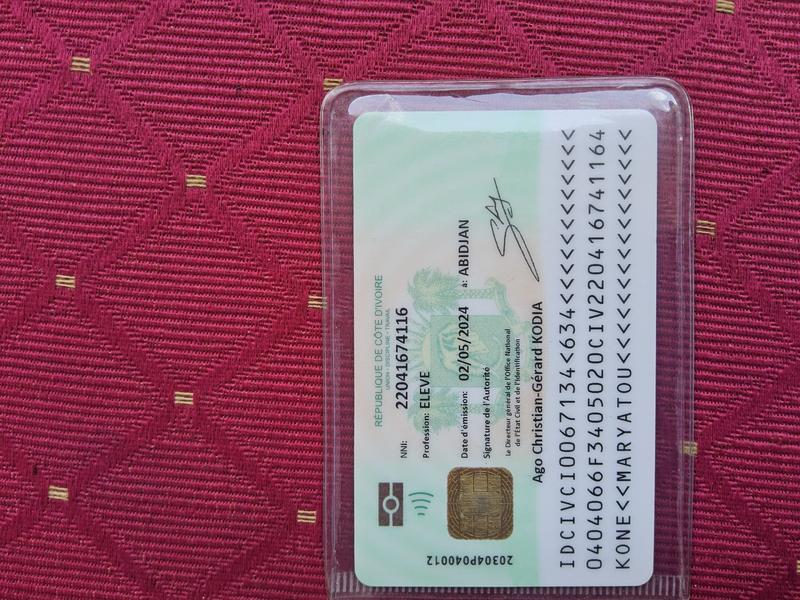 RÉPUBLIQUE DE CÔTE D'IVOIRE
UNION - DISCIPLINE - TRAVAIL
NNI: 22041674116
Profession: ELEVE
Date d'émission: 02/05/2024 à: ABIDJAN
Signature de l'Autorité
Le Directeur général de l'Office National
de l'État Civil et de l'Identification
Ago Christian-Gérard KODIA
20304P040012
IDCIVCI0067134<634<<<<<<<<<<<<
0404066F3405020CIV220416741164
KONE<<MARYATOU<<<<<<<<<<<<<<<<